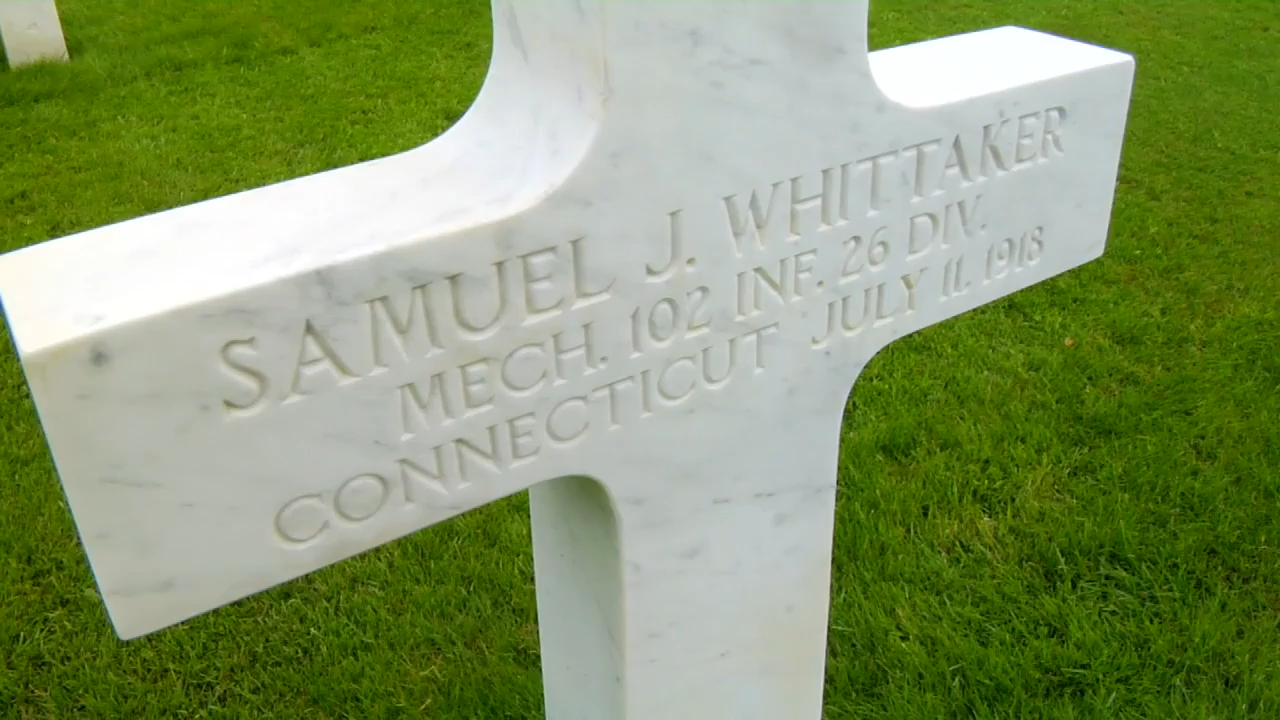 SAMUEL J. WHITTAKER
MECH. 102 INF. 26 DIV.
CONNECTICUT JULY 11, 1918